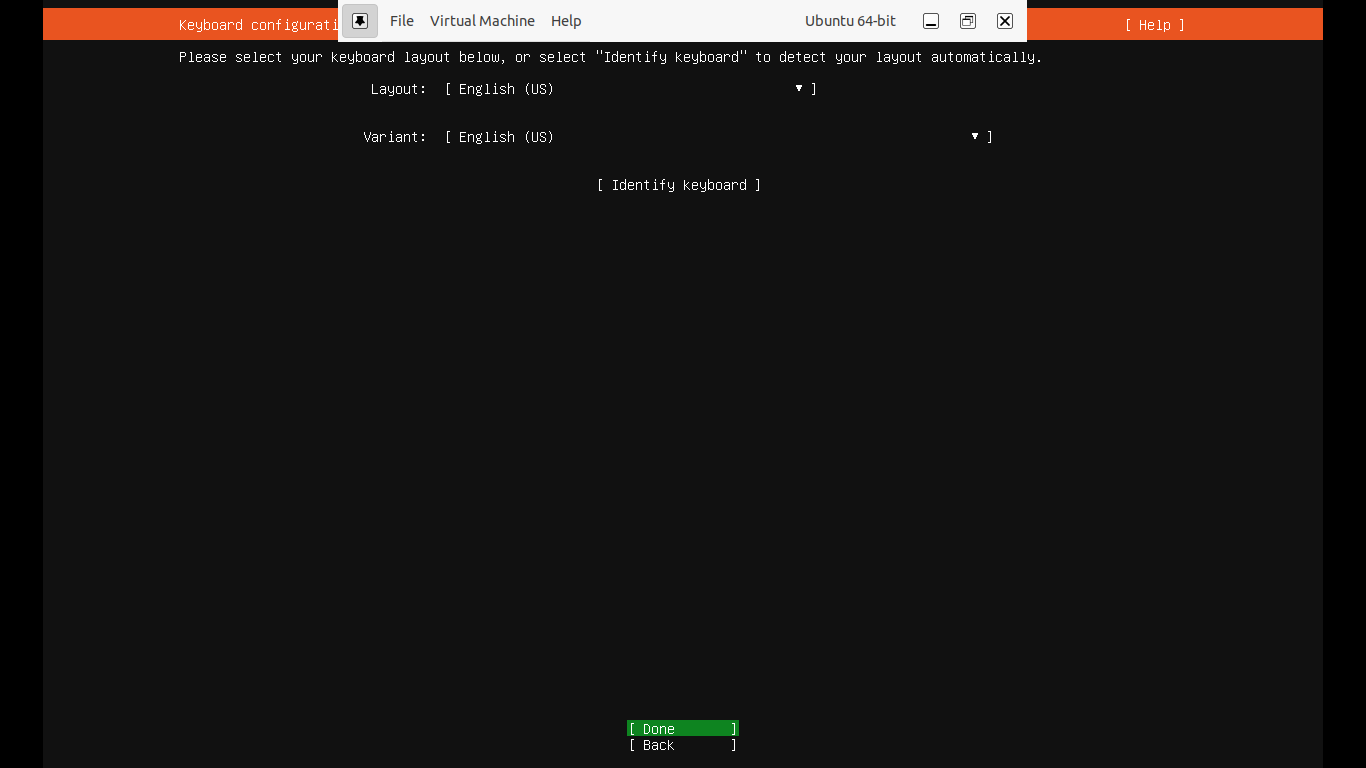 Keyboard configurati
File Virtual Machine Help Ubuntu 64-bit
[ Help ]
Please select your keyboard layout below, or select "Identify keyboard" to detect your layout automatically.
Layout: [ English (US) ▾ ]
Variant: [ English (US) ▾ ]
[ Identify keyboard ]
[ Done ]
[ Back ]